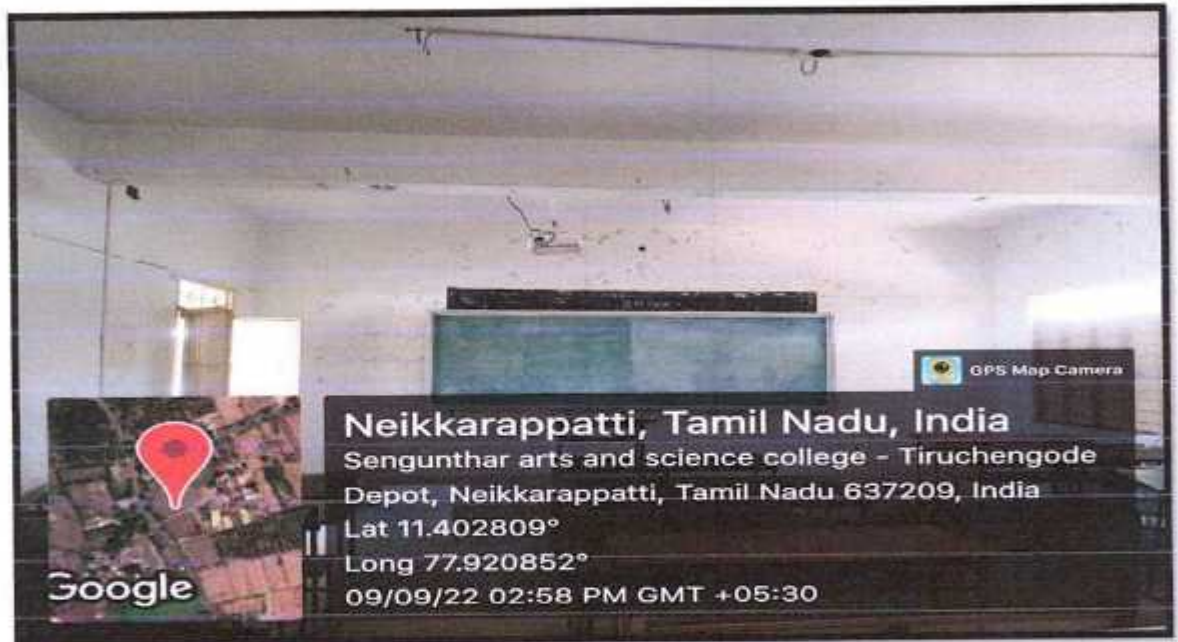 GPS Map Camera
Neikkarappatti, Tamil Nadu, India
Sengunthar arts and science college - Tiruchengode
Depot, Neikkarappatti, Tamil Nadu 637209, India
Lat 11.402809°
Long 77.920852°
09/09/22 02:58 PM GMT +05:30
Google